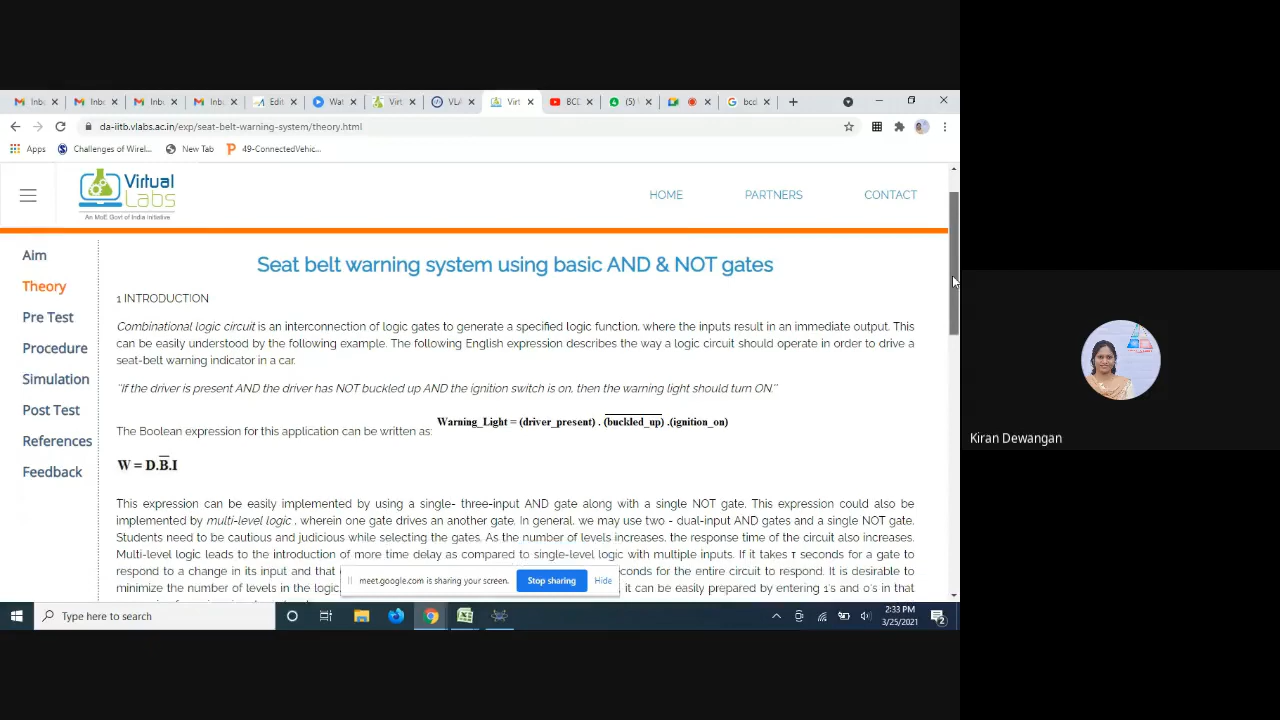 Inb
Inb
Inb
Inb
Edit
Wat
Virt
VLA
Virt
BCD
(5)
bcd
da-iitb.vlabs.ac.in/exp/seat-belt-warning-system/theory.html
Apps
Challenges of Wirel...
New Tab
49-ConnectedVehic...
Virtual
Labs
An MoE Govt of India Initiative
HOME
PARTNERS
CONTACT
Aim
Theory
Pre Test
Procedure
Simulation
Post Test
References
Feedback
Seat belt warning system using basic AND & NOT gates
1 INTRODUCTION
Combinational logic circuit is an interconnection of logic gates to generate a specified logic function, where the inputs result in an immediate output. This
can be easily understood by the following example. The following English expression describes the way a logic circuit should operate in order to drive a
seat-belt warning indicator in a car.
"If the driver is present AND the driver has NOT buckled up AND the ignition switch is on, then the warning light should turn ON."
The Boolean expression for this application can be written as: Warning_Light = (driver_present) . (buckled_up) .(ignition_on)
W = D.B̅.I
This expression can be easily implemented by using a single- three-input AND gate along with a single NOT gate. This expression could also be
implemented by multi-level logic , wherein one gate drives an another gate. In general, we may use two - dual-input AND gates and a single NOT gate.
Students need to be cautious and judicious while selecting the gates. As the number of levels increases, the response time of the circuit also increases.
Multi-level logic leads to the introduction of more time delay as compared to single-level logic with multiple inputs. If it takes τ seconds for a gate to
respond to a change in its input and that
conds for the entire circuit to respond. It is desirable to
minimize the number of levels in the logic.
it can be easily prepared by entering 1's and 0's in that
meet.google.com is sharing your screen.
Stop sharing
Hide
Type here to search
2:33 PM
3/25/2021
2
Kiran Dewangan